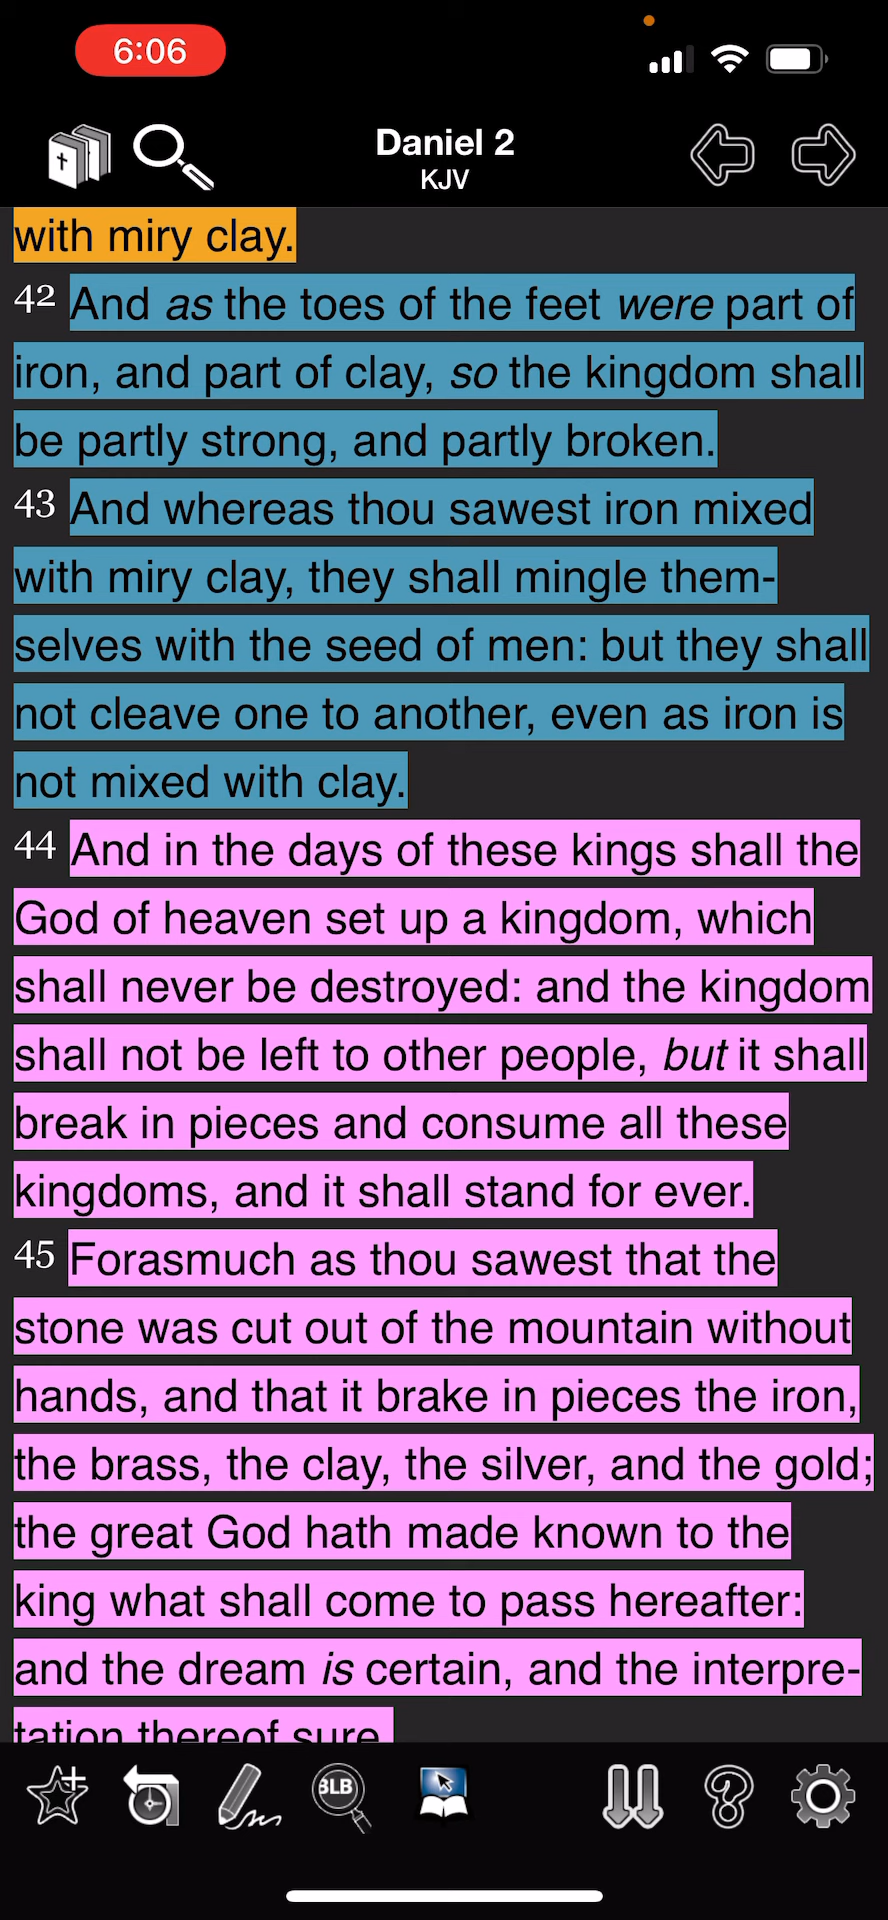 6:06
Daniel 2
KJV
with miry clay.
42 And as the toes of the feet were part of
iron, and part of clay, so the kingdom shall
be partly strong, and partly broken.
43 And whereas thou sawest iron mixed
with miry clay, they shall mingle them-
selves with the seed of men: but they shall
not cleave one to another, even as iron is
not mixed with clay.
44 And in the days of these kings shall the
God of heaven set up a kingdom, which
shall never be destroyed: and the kingdom
shall not be left to other people, but it shall
break in pieces and consume all these
kingdoms, and it shall stand for ever.
45 Forasmuch as thou sawest that the
stone was cut out of the mountain without
hands, and that it brake in pieces the iron,
the brass, the clay, the silver, and the gold;
the great God hath made known to the
king what shall come to pass hereafter:
and the dream is certain, and the interpre-
tation thereof sure.
BLB